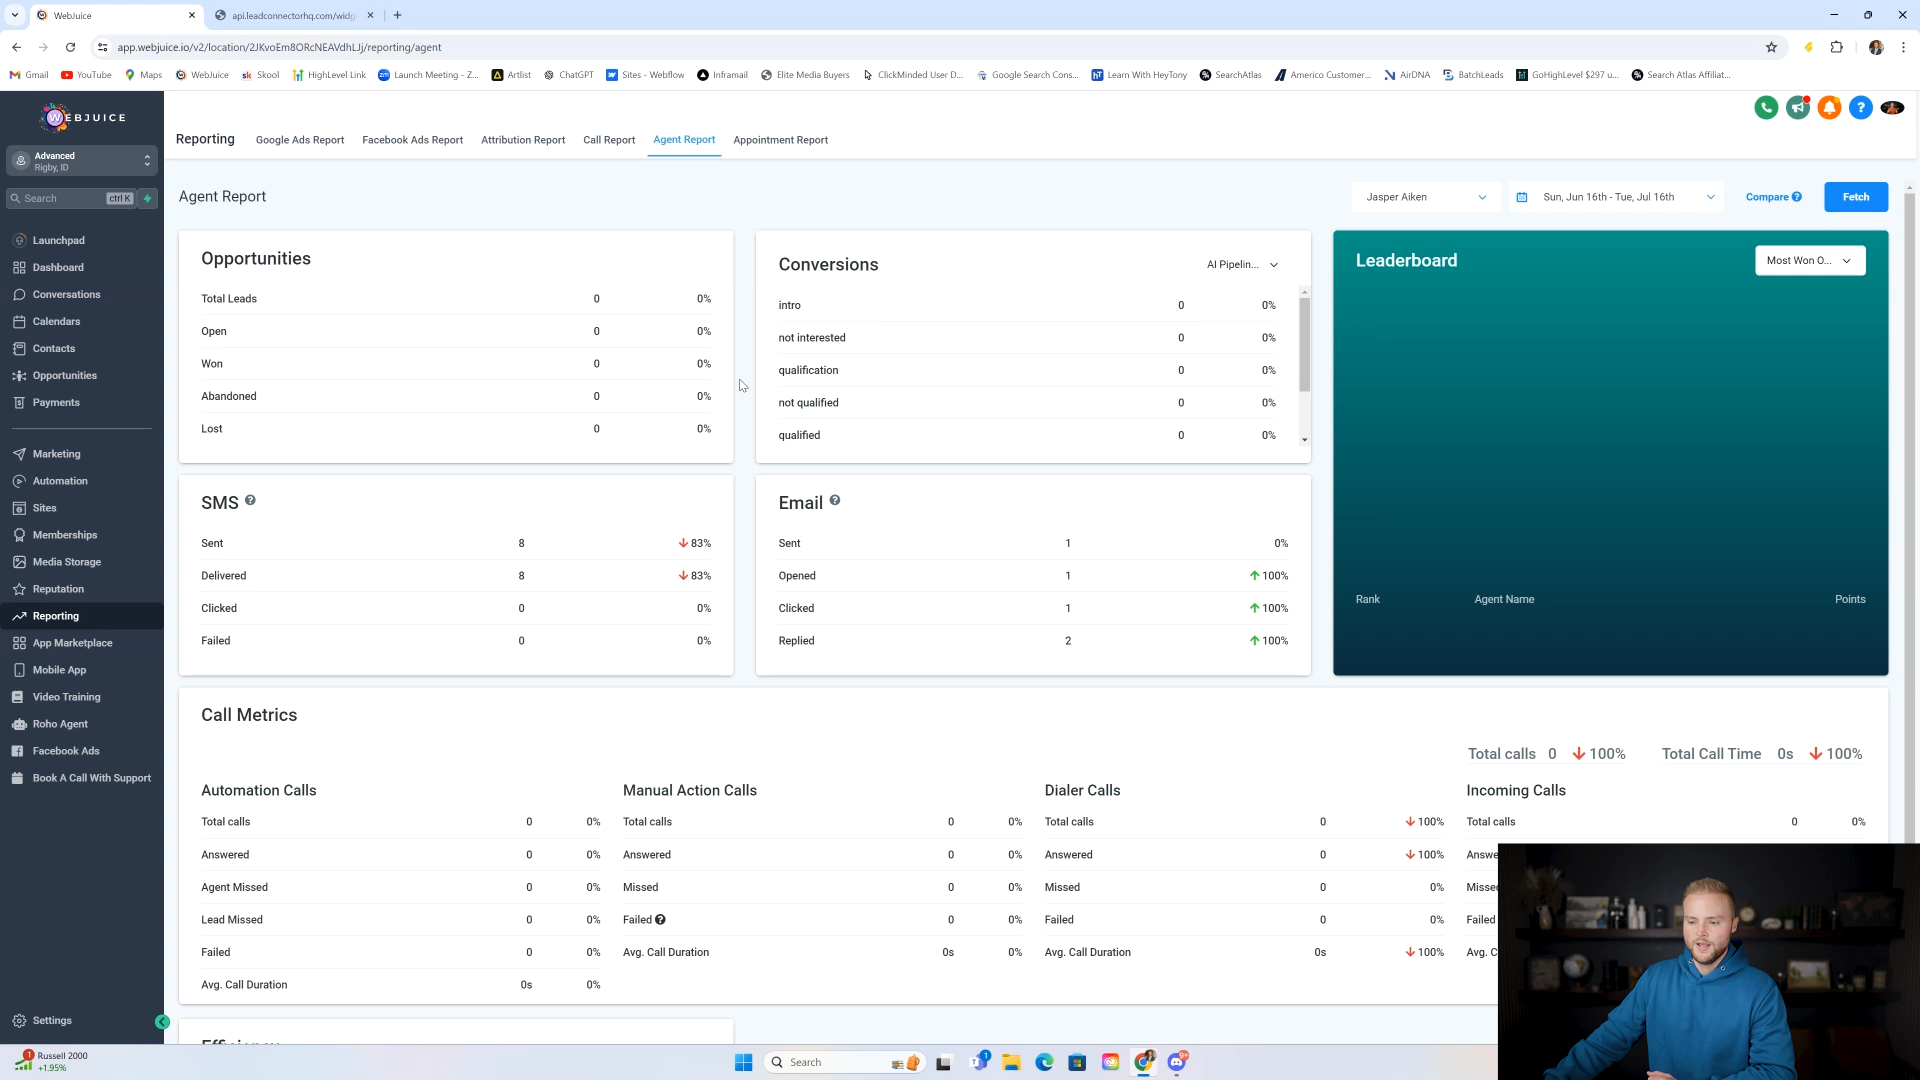 WebJuice
api.leadconnectorhq.com/widg
app.webjuice.io/v2/location/2JKvoEm8ORcNEAVdhLJj/reporting/agent
Gmail YouTube Maps WebJuice Skool HighLevel Link Launch Meeting - Z... Artlist ChatGPT Sites - Webflow Inframail Elite Media Buyers ClickMinded User D... Google Search Cons... Learn With HeyTony SearchAtlas Americo Customer... AirDNA BatchLeads GoHighLevel $297 u... Search Atlas Affiliat...
WEBJUICE
Advanced
Rigby, ID
Search ctrl K
Launchpad
Dashboard
Conversations
Calendars
Contacts
Opportunities
Payments
Marketing
Automation
Sites
Memberships
Media Storage
Reputation
Reporting
App Marketplace
Mobile App
Video Training
Roho Agent
Facebook Ads
Book A Call With Support
Settings
Reporting Google Ads Report Facebook Ads Report Attribution Report Call Report Agent Report Appointment Report
Agent Report Jasper Aiken Sun, Jun 16th - Tue, Jul 16th Compare ? Fetch
Opportunities
Total Leads 0 0%
Open 0 0%
Won 0 0%
Abandoned 0 0%
Lost 0 0%
Conversions AI Pipelin...
intro 0 0%
not interested 0 0%
qualification 0 0%
not qualified 0 0%
qualified 0 0%
Leaderboard Most Won O...
Rank Agent Name Points
SMS ?
Sent 8 83%
Delivered 8 83%
Clicked 0 0%
Failed 0 0%
Email ?
Sent 1 0%
Opened 1 100%
Clicked 1 100%
Replied 2 100%
Call Metrics
Total calls 0 100% Total Call Time 0s 100%
Automation Calls
Total calls 0 0%
Answered 0 0%
Agent Missed 0 0%
Lead Missed 0 0%
Failed 0 0%
Avg. Call Duration 0s 0%
Manual Action Calls
Total calls 0 0%
Answered 0 0%
Missed 0 0%
Failed ? 0 0%
Avg. Call Duration 0s 0%
Dialer Calls
Total calls 0 100%
Answered 0 100%
Missed 0 0%
Failed 0 0%
Avg. Call Duration 0s 100%
Incoming Calls
Total calls 0 0%
Answe
Missed
Failed
Avg. C
Efficiency
1 Russell 2000
+1.95%
Search
1